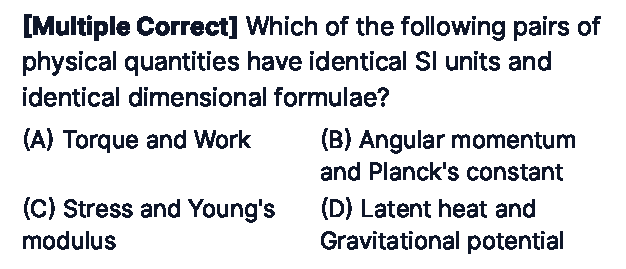 [Multiple Correct] Which of the following pairs of
physical quantities have identical SI units and
identical dimensional formulae?
(A) Torque and Work
(B) Angular momentum
and Planck's constant
(C) Stress and Young's
modulus
(D) Latent heat and
Gravitational potential